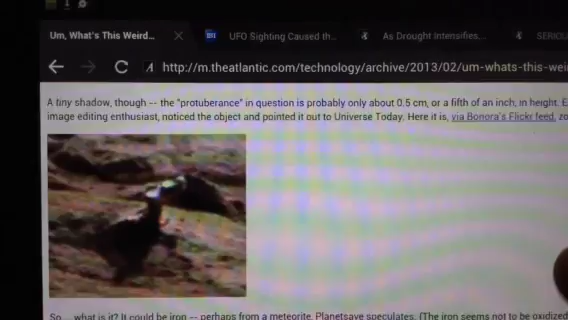 Um, What's This Weird...
UFO Sighting Caused th...
As Drought Intensifies...
SERIOU
http://m.theatlantic.com/technology/archive/2013/02/um-whats-this-wei
A tiny shadow, though -- the "protuberance" in question is probably only about 0.5 cm, or a fifth of an inch, in height. E
image editing enthusiast, noticed the object and pointed it out to Universe Today. Here it is, via Bonora's Flickr feed, zo
So... what is it? It could be iron -- perhaps from a meteorite, Planetsave speculates. (The iron seems not to be oxidized